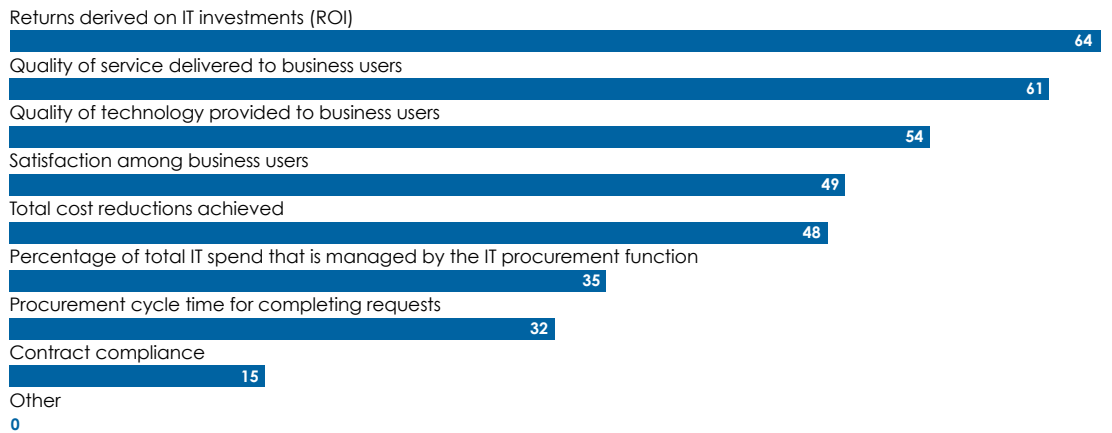 Returns derived on IT investments (ROI)
64
Quality of service delivered to business users
61
Quality of technology provided to business users
54
Satisfaction among business users
49
Total cost reductions achieved
48
Percentage of total IT spend that is managed by the IT procurement function
35
Procurement cycle time for completing requests
32
Contract compliance
15
Other
0